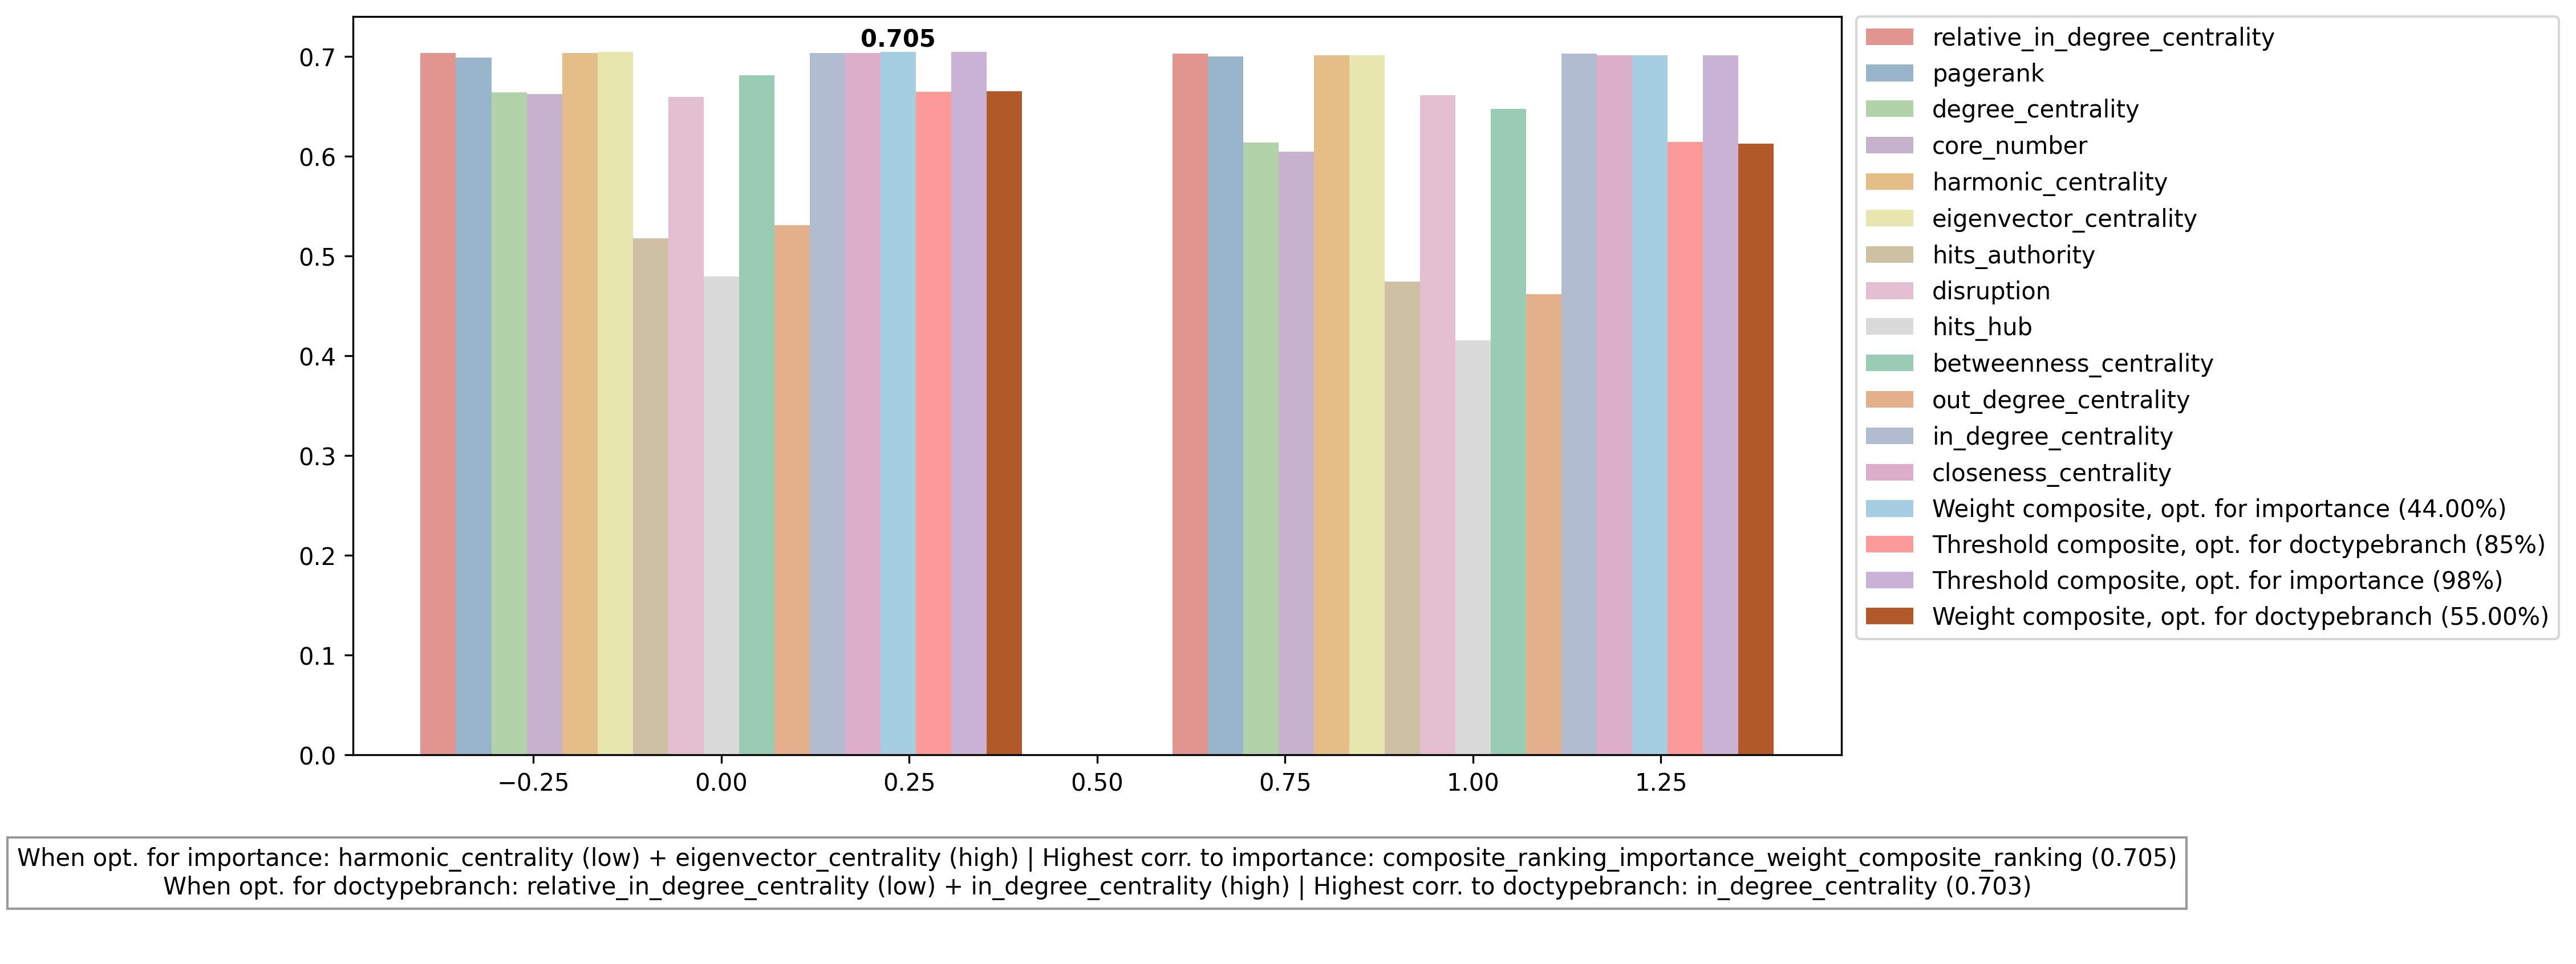 0.705
0.7
0.6
0.5
0.4
0.3
0.2
0.1
0.0
−0.25 0.00 0.25 0.50 0.75 1.00 1.25
relative_in_degree_centrality
pagerank
degree_centrality
core_number
harmonic_centrality
eigenvector_centrality
hits_authority
disruption
hits_hub
betweenness_centrality
out_degree_centrality
in_degree_centrality
closeness_centrality
Weight composite, opt. for importance (44.00%)
Threshold composite, opt. for doctypebranch (85%)
Threshold composite, opt. for importance (98%)
Weight composite, opt. for doctypebranch (55.00%)
When opt. for importance: harmonic_centrality (low) + eigenvector_centrality (high) | Highest corr. to importance: composite_ranking_importance_weight_composite_ranking (0.705)
When opt. for doctypebranch: relative_in_degree_centrality (low) + in_degree_centrality (high) | Highest corr. to doctypebranch: in_degree_centrality (0.703)